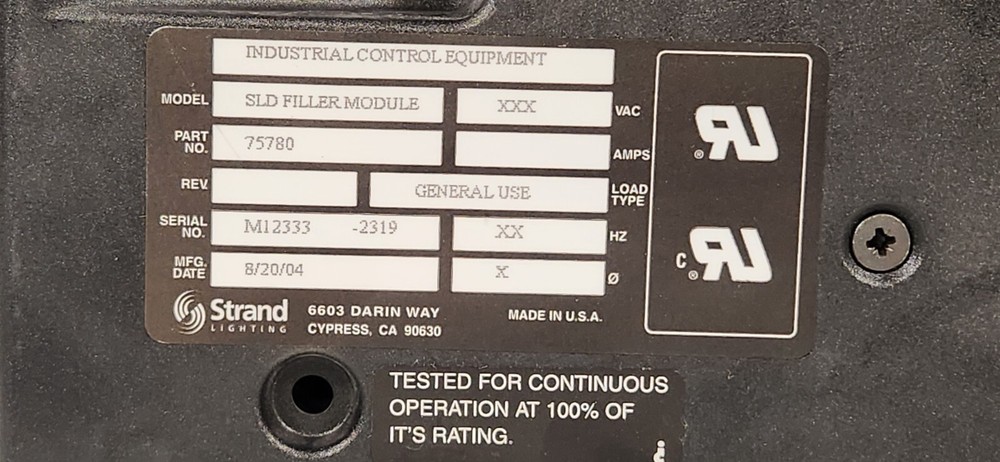 INDUSTRIAL CONTROL EQUIPMENT
MODEL SLD FILLER MODULE XXX VAC
PART NO. 75780 AMPS
REV. GENERAL USE LOAD TYPE
SERIAL NO. M12333 -2319 XX HZ
MFG. DATE 8/20/04 X Ø
Strand LIGHTING
6603 DARIN WAY
CYPRESS, CA 90630
MADE IN U.S.A.
UR ®
C UR ®
TESTED FOR CONTINUOUS
OPERATION AT 100% OF
IT'S RATING.